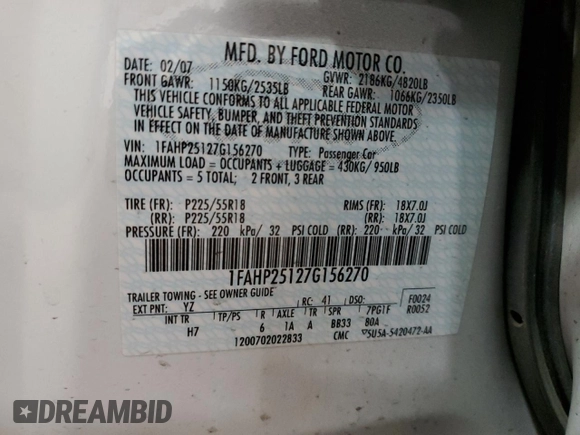 MFD. BY FORD MOTOR CO.
DATE: 02/07 GVWR: 2186KG/4820LB
FRONT GAWR: 1150KG/2535LB REAR GAWR: 1066KG/2350LB
THIS VEHICLE CONFORMS TO ALL APPLICABLE FEDERAL MOTOR
VEHICLE SAFETY, BUMPER, AND THEFT PREVENTION STANDARDS
IN EFFECT ON THE DATE OF MANUFACTURE SHOWN ABOVE.
VIN: 1FAHP25127G156270 TYPE: Passenger Car
MAXIMUM LOAD = OCCUPANTS + LUGGAGE = 430KG/ 950LB
OCCUPANTS = 5 TOTAL: 2 FRONT, 3 REAR
TIRE (FR) P225/55R18 RIMS (FR): 18X7.0J
(RR): P225/55R18 (RR): 18X7.0J
PRESSURE (FR): 220 kPa/ 32 PSI COLD (RR): 220 kPa/ 32 PSI COLD
1FAHP25127G156270
TRAILER TOWING - SEE OWNER GUIDE
EXT PNT: YZ RC: 41 DSO: F0024
INT TR TP/PS R AXLE TR SPR 7PG1F R0052
H7 6 1A A BB33 80A
1200702022833 CMC 5U5A-5420472-AA
DREAMBID